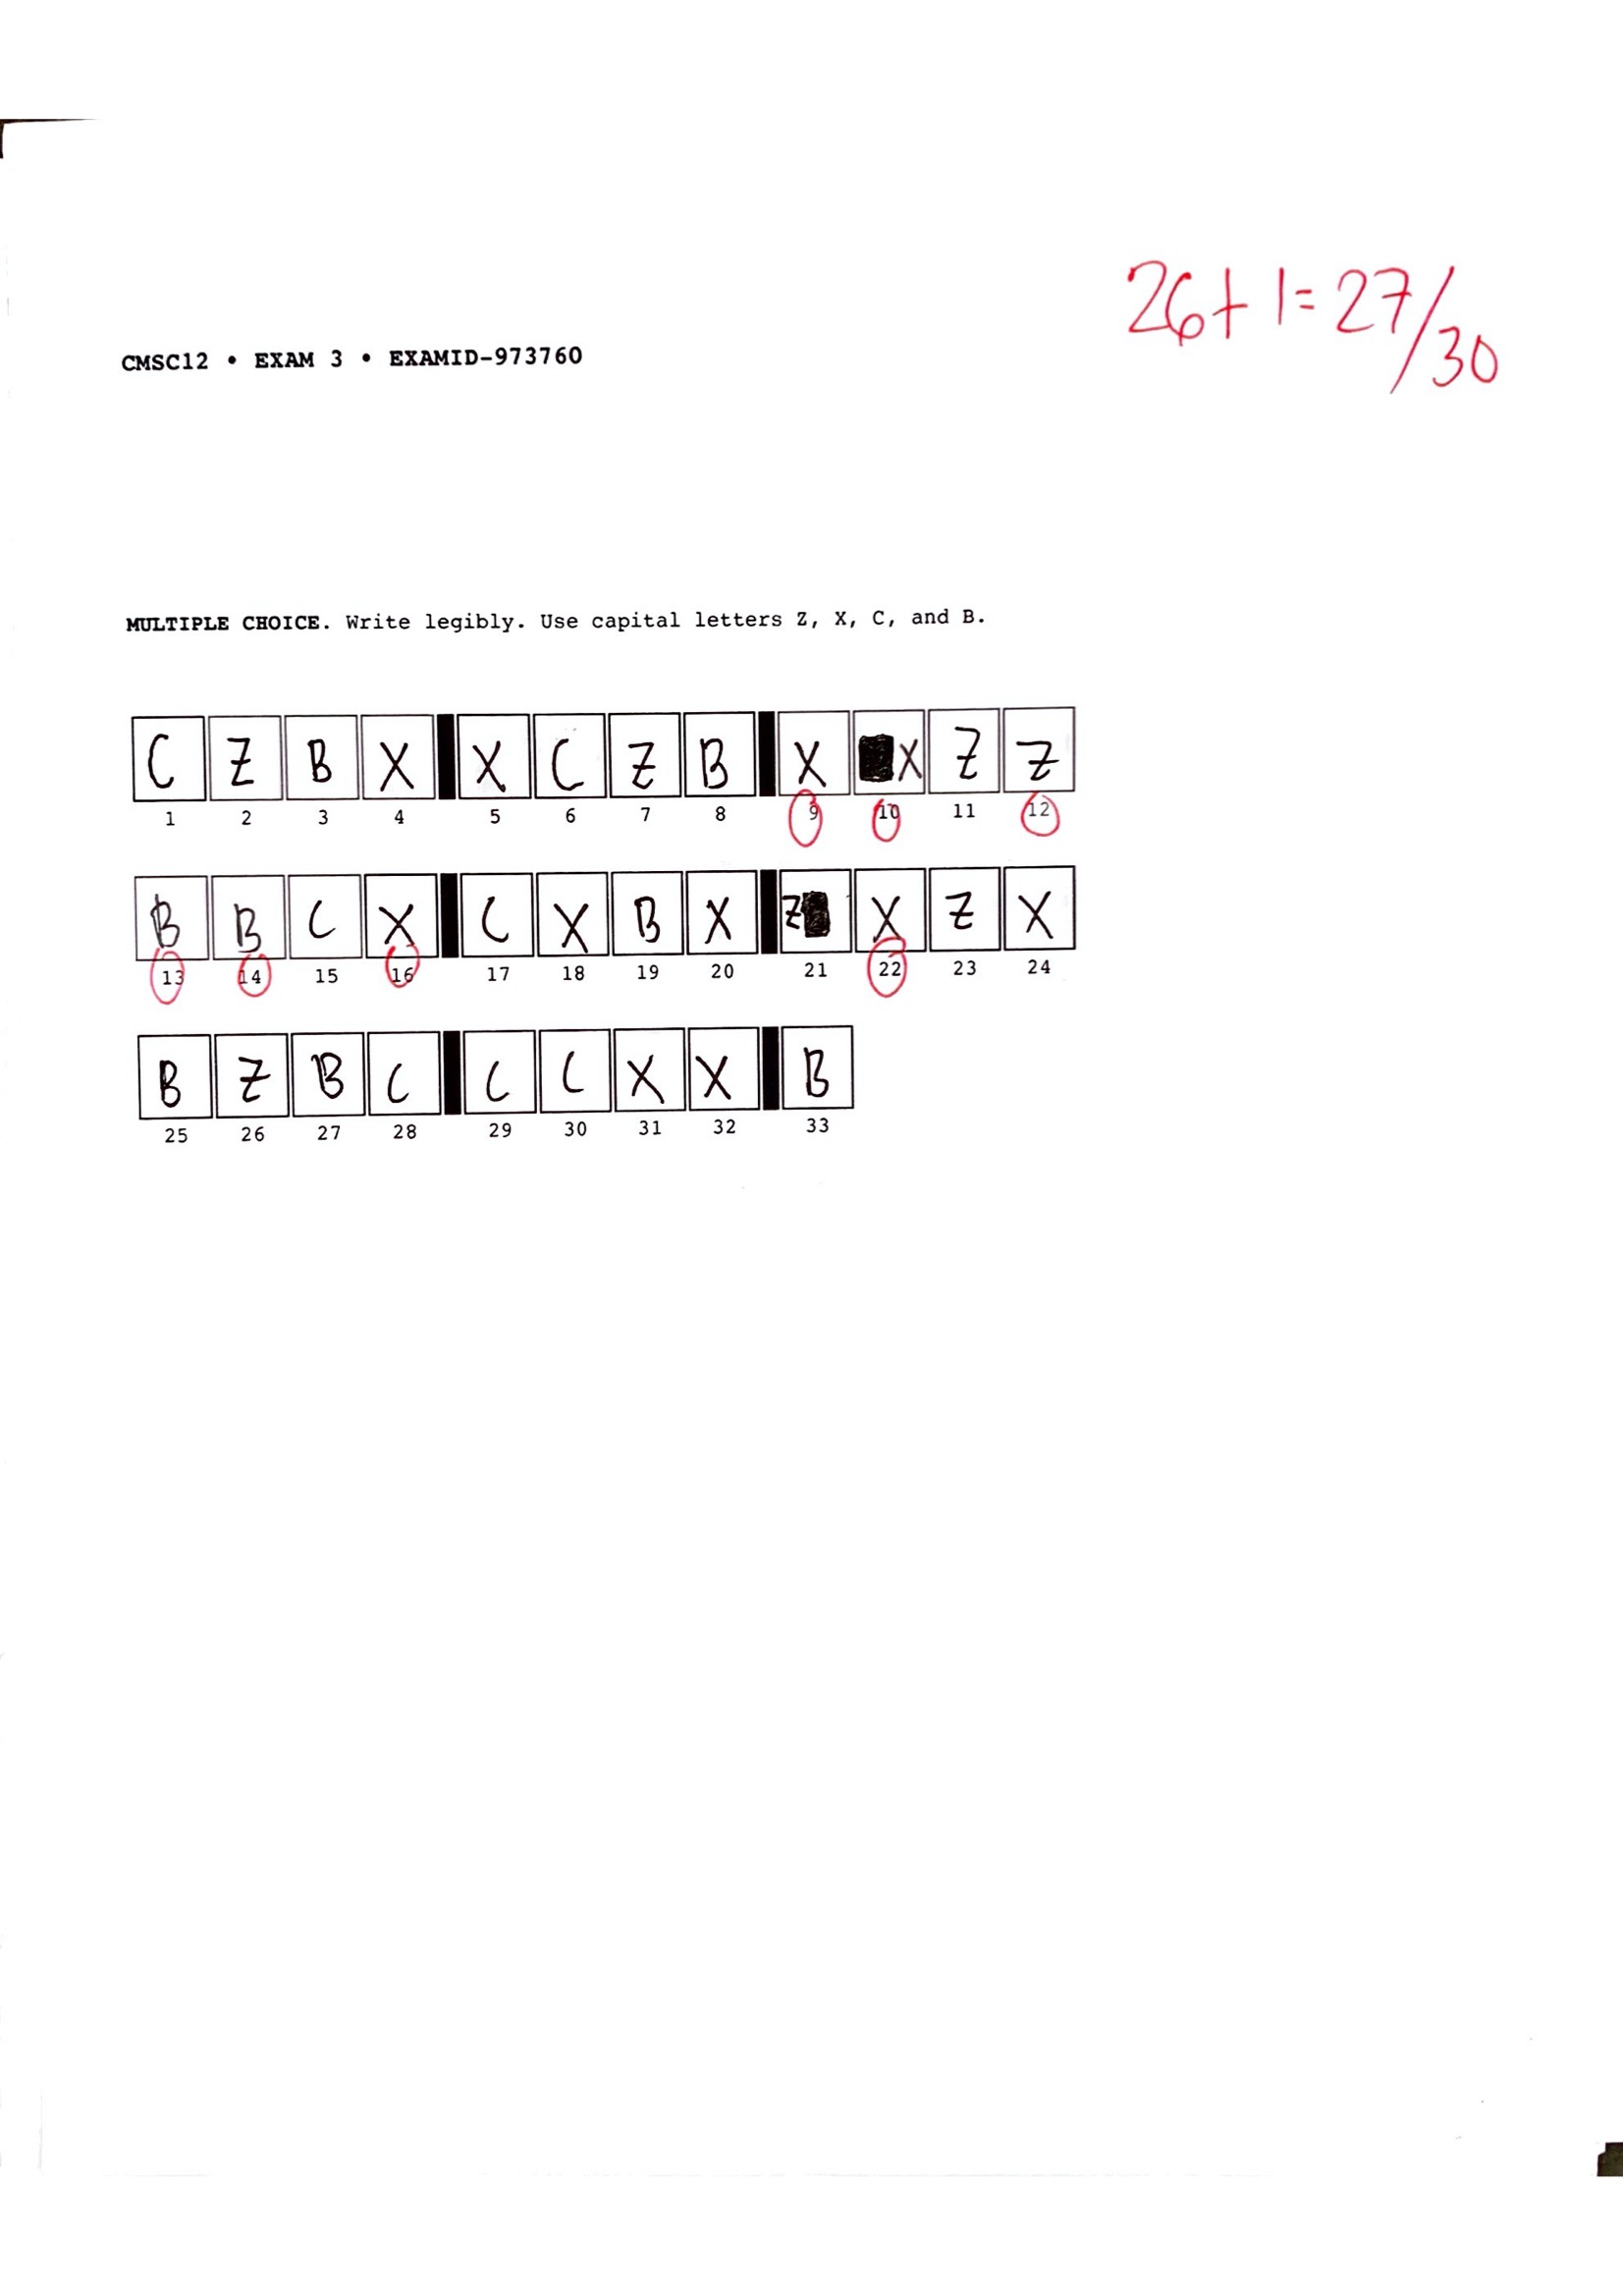 26+1=27/30
CMSC12 • EXAM 3 • EXAMID-973760
MULTIPLE CHOICE. Write legibly. Use capital letters Z, X, C, and B.
C Z B X X C Z B X X Z Z
1 2 3 4 5 6 7 8 9 10 11 12
B B C X C X B X Z X Z X
13 14 15 16 17 18 19 20 21 22 23 24
B Z B C C C X X B
25 26 27 28 29 30 31 32 33